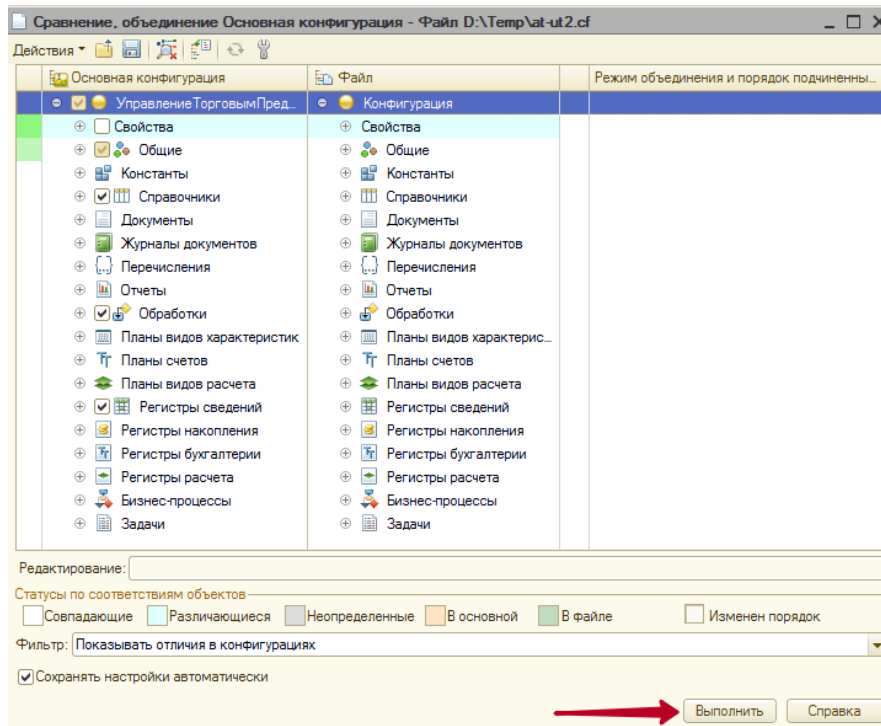 Сравнение, объединение Основная конфигурация - Файл D:\Temp\at-ut2.cf
Действия
Основная конфигурация Файл Режим объединения и порядок подчиненны...
УправлениеТорговымПред... Конфигурация
Свойства Свойства
Общие Общие
Константы Константы
Справочники Справочники
Документы Документы
Журналы документов Журналы документов
Перечисления Перечисления
Отчеты Отчеты
Обработки Обработки
Планы видов характеристик Планы видов характерис...
Планы счетов Планы счетов
Планы видов расчета Планы видов расчета
Регистры сведений Регистры сведений
Регистры накопления Регистры накопления
Регистры бухгалтерии Регистры бухгалтерии
Регистры расчета Регистры расчета
Бизнес-процессы Бизнес-процессы
Задачи Задачи
Редактирование:
Статусы по соответствиям объектов
Совпадающие Различающиеся Неопределенные В основной В файле Изменен порядок
Фильтр: Показывать отличия в конфигурациях
Сохранять настройки автоматически
Выполнить Справка